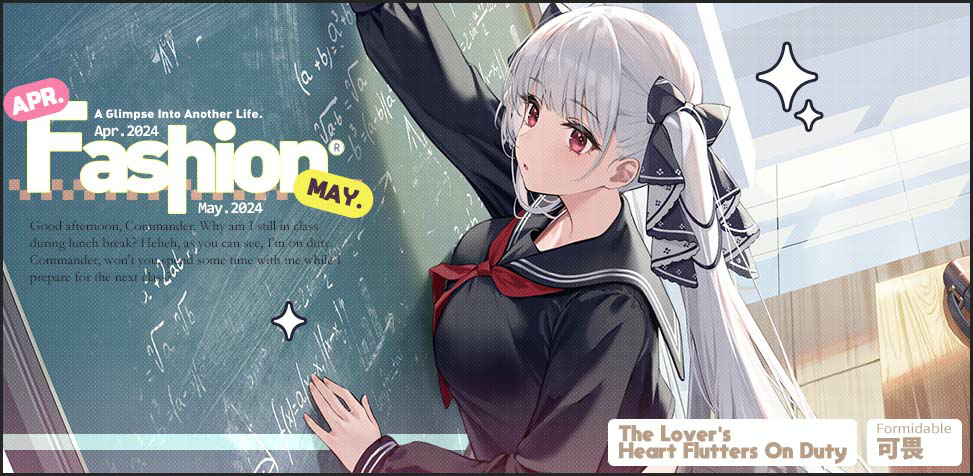 APR.
A Glimpse Into Another Life.
Apr.2024
Fashion®
MAY.
May.2024
Good afternoon, Commander. Why am I still in class
during lunch break? Heheh, as you can see, I'm on duty.
Commander, won't you spend some time with me while I
prepare for the next class?
The Lover's
Heart Flutters On Duty
Formidable
可畏